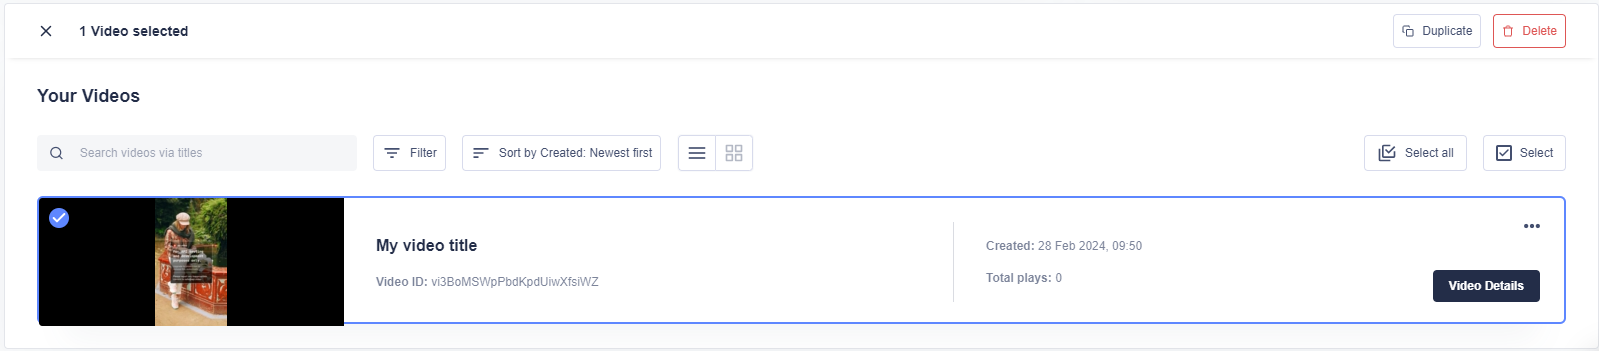 1 Video selected
Duplicate
Delete
Your Videos
Search videos via titles
Filter
Sort by Created: Newest first
Select all
Select
My video title
Video ID: vi3BoMSWpPbdKpdUiwXfsiWZ
Created: 28 Feb 2024, 09:50
Total plays: 0
Video Details